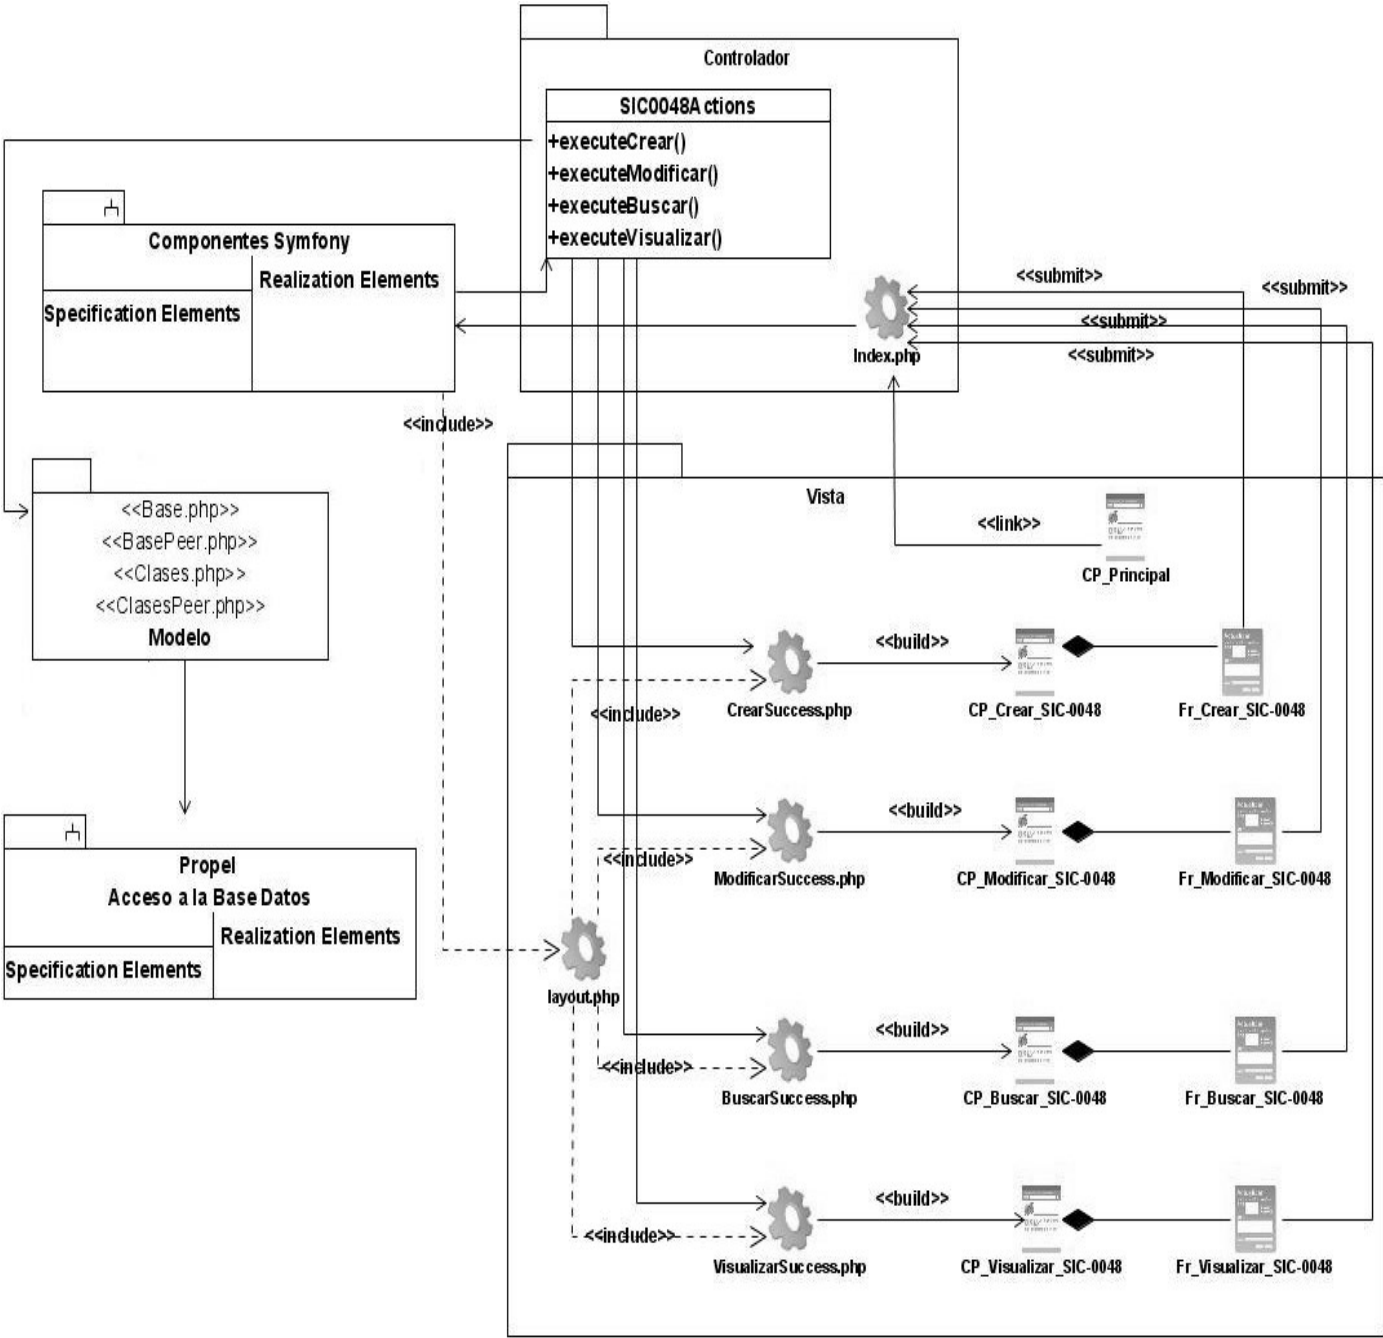 Controlador
SIC0048Actions
+executeCrear()
+executeModificar()
+executeBuscar()
+executeVisualizar()
Componentes Symfony
Realization Elements
Specification Elements
<<submit>>
<<submit>>
<<submit>>
<<submit>>
Index.php
<<include>>
Vista
<<Base.php>>
<<BasePeer.php>>
<<Clases.php>>
<<ClasesPeer.php>>
Modelo
<<link>>
CP_Principal
<<build>>
<<include>>
CrearSuccess.php
CP_Crear_SIC-0048
Fr_Crear_SIC-0048
<<build>>
<<include>>
ModificarSuccess.php
CP_Modificar_SIC-0048
Fr_Modificar_SIC-0048
Propel
Acceso a la Base Datos
Realization Elements
Specification Elements
layout.php
<<build>>
<<include>>
BuscarSuccess.php
CP_Buscar_SIC-0048
Fr_Buscar_SIC-0048
<<build>>
<<include>>
VisualizarSuccess.php
CP_Visualizar_SIC-0048
Fr_Visualizar_SIC-0048